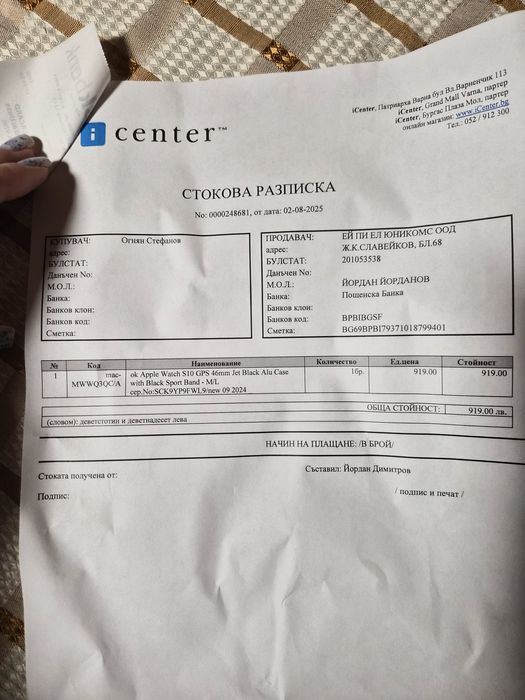 i center™
iCenter, Патриарха Варна бул Вл.Варненчик 113
iCenter, Grand Mall Varna, партер
iCenter, Бургас Плаза Мол, партер
онлайн магазин: www.iCenter.bg
Тел.: 052 / 912 300
СТОКОВА РАЗПИСКА
No: 0000248681, от дата: 02-08-2025
КУПУВАЧ: Огнян Стефанов
адрес:
БУЛСТАТ:
Данъчен No:
М.О.Л.:
Банка:
Банков клон:
Банков код:
Сметка:
ПРОДАВАЧ: ЕЙ ПИ ЕЛ ЮНИКОМС ООД
адрес: Ж.К.СЛАВЕЙКОВ, БЛ.68
БУЛСТАТ: 201053538
Данъчен No:
М.О.Л.: ЙОРДАН ЙОРДАНОВ
Банка: Пощенска Банка
Банков клон:
Банков код: BPBIBGSF
Сметка: BG69BPBI79371018799401
№ Код Наименование Количество Ед.цена Стойност
1 mac-MWWQ3QC/A ok Apple Watch S10 GPS 46mm Jet Black Alu Case 1бр. 919.00 919.00
with Black Sport Band - M/L
сер.No:SCK9YP9FWL9/new 09 2024
ОБЩА СТОЙНОСТ: 919.00 лв.
(словом): деветстотин и деветнадесет лева
НАЧИН НА ПЛАЩАНЕ: /В БРОЙ/
Стоката получена от:
Съставил: Йордан Димитров
Подпис:
/ подпис и печат /